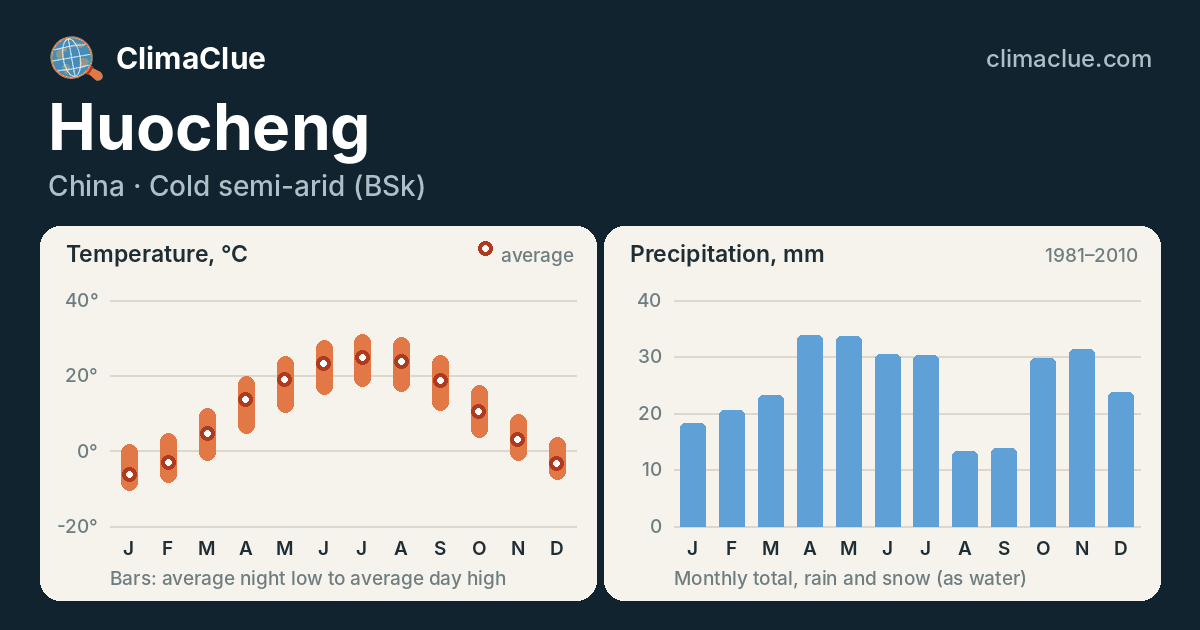 ClimaClue
climaclue.com
Huocheng
China · Cold semi-arid (BSk)
Temperature, °C
average
40°
20°
0°
-20°
J F M A M J J A S O N D
Bars: average night low to average day high
Precipitation, mm
1981–2010
40
30
20
10
0
J F M A M J J A S O N D
Monthly total, rain and snow (as water)